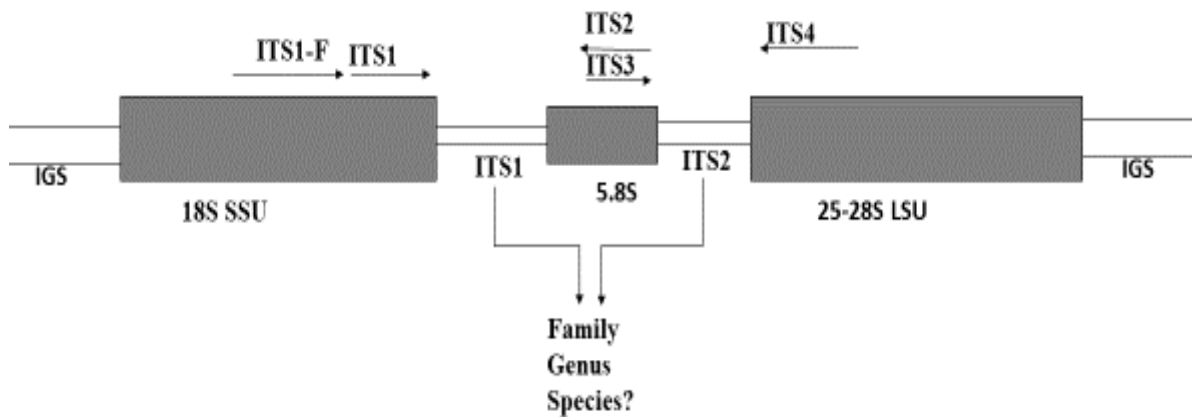 ITS1-F ITS1
ITS2
ITS3
ITS4
IGS
18S SSU
ITS1
5.8S
ITS2
25-28S LSU
IGS
Family
Genus
Species?